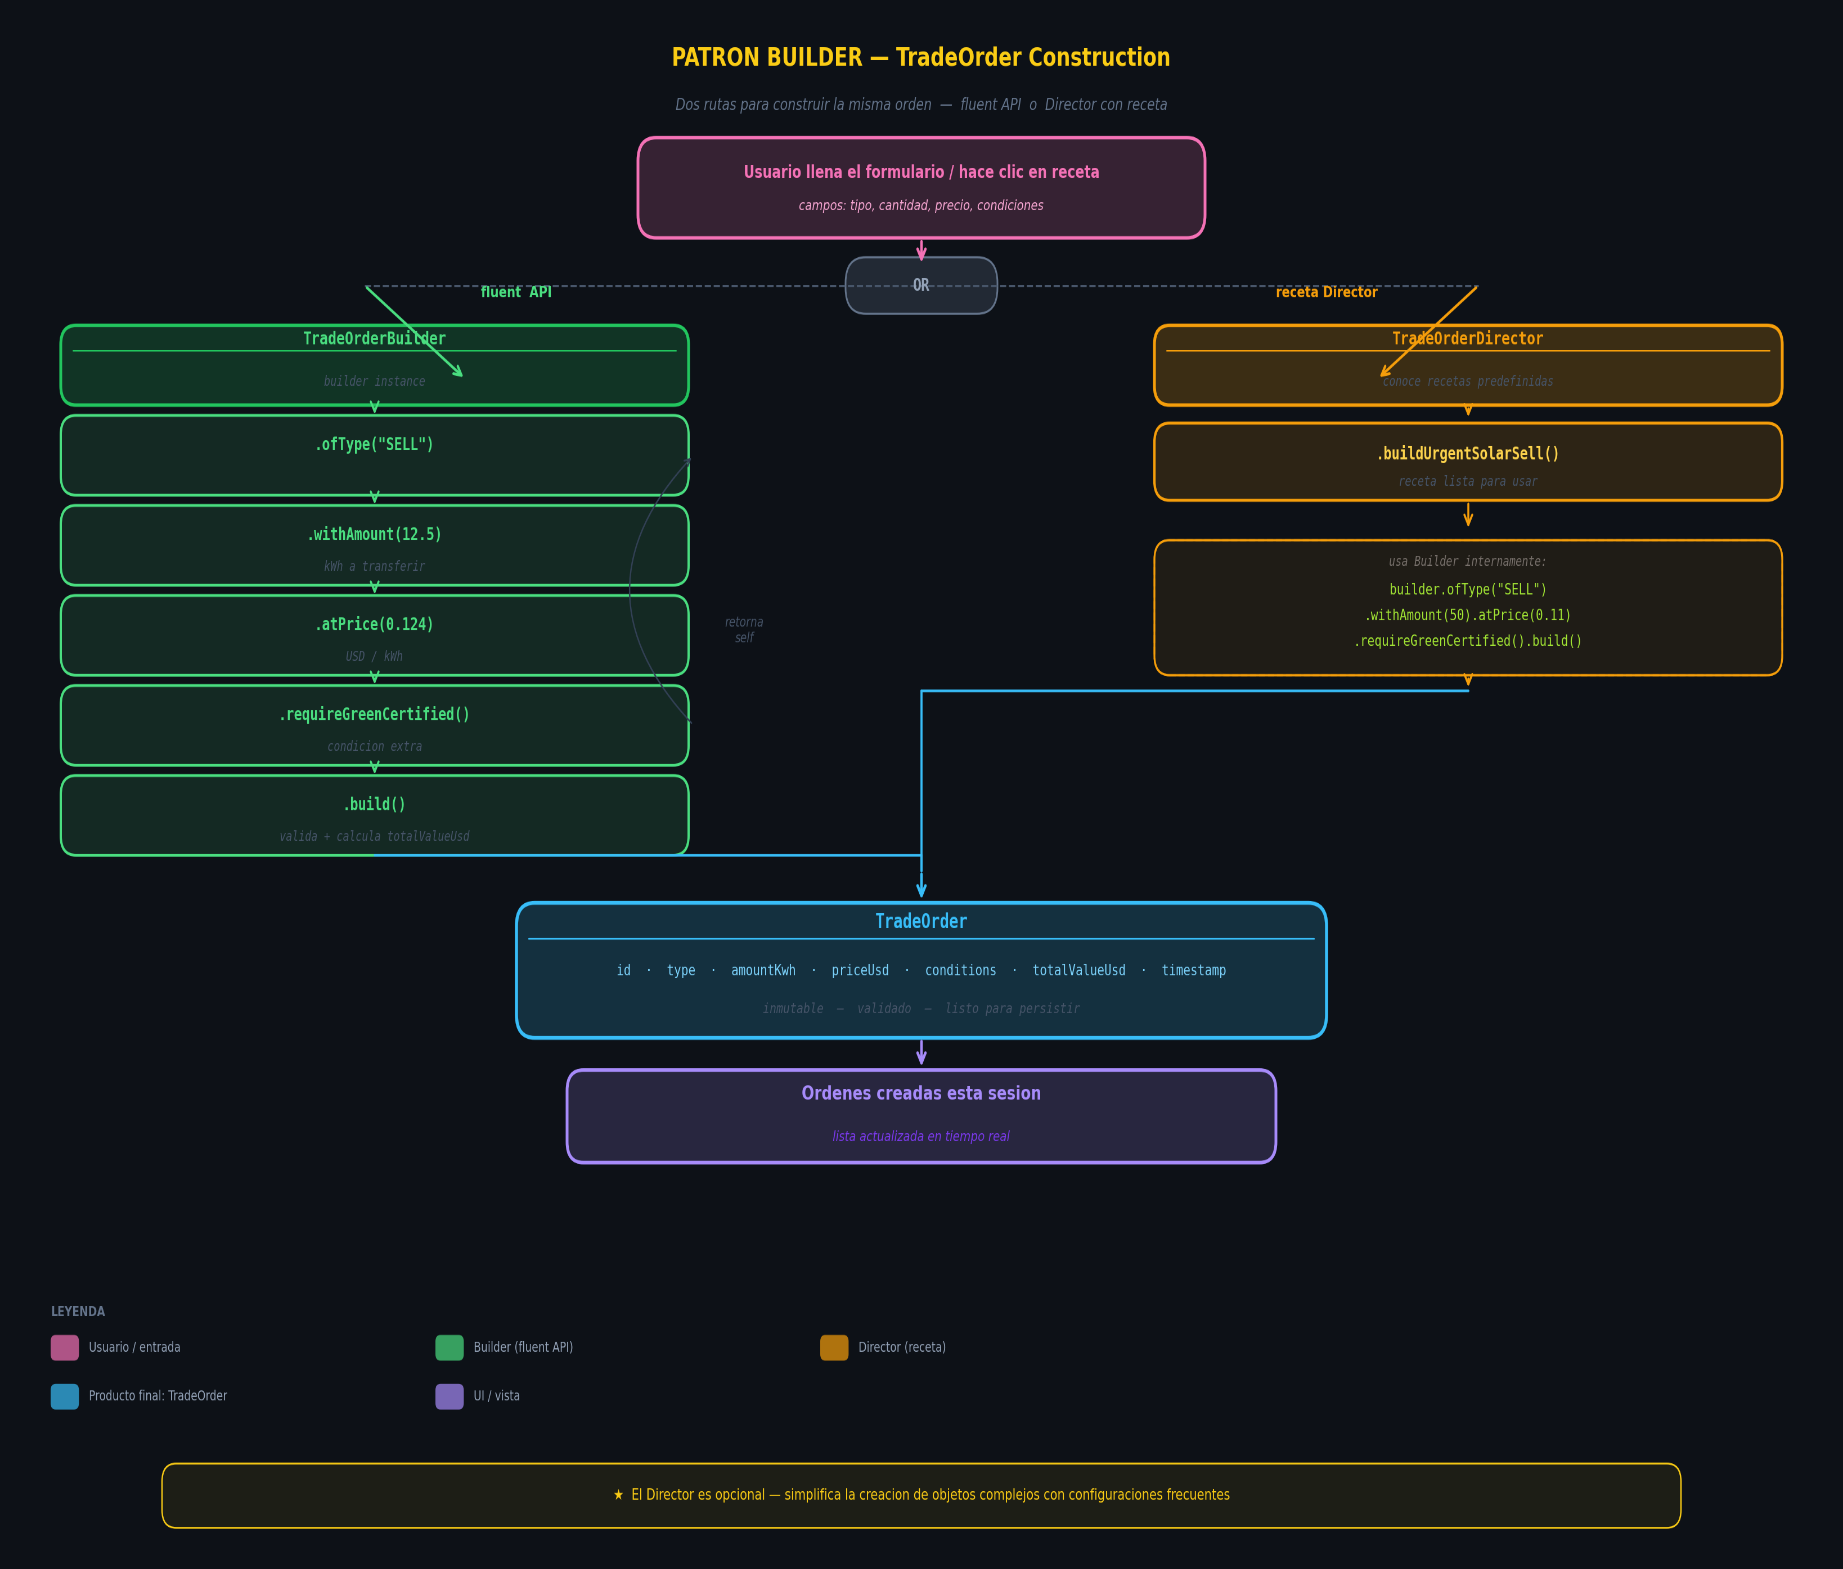 PATRON BUILDER — TradeOrder Construction
Dos rutas para construir la misma orden — fluent API o Director con receta
Usuario llena el formulario / hace clic en receta
campos: tipo, cantidad, precio, condiciones
OR
fluent API
receta Director
TradeOrderBuilder
builder instance
.ofType("SELL")
.withAmount(12.5)
kWh a transferir
.atPrice(0.124)
USD / kWh
.requireGreenCertified()
condicion extra
.build()
valida + calcula totalValueUsd
retorna
self
TradeOrderDirector
conoce recetas predefinidas
.buildUrgentSolarSell()
receta lista para usar
usa Builder internamente:
builder.ofType("SELL")
.withAmount(50).atPrice(0.11)
.requireGreenCertified().build()
TradeOrder
id · type · amountKwh · priceUsd · conditions · totalValueUsd · timestamp
inmutable — validado — listo para persistir
Ordenes creadas esta sesion
lista actualizada en tiempo real
LEYENDA
Usuario / entrada
Builder (fluent API)
Director (receta)
Producto final: TradeOrder
UI / vista
★ El Director es opcional — simplifica la creacion de objetos complejos con configuraciones frecuentes